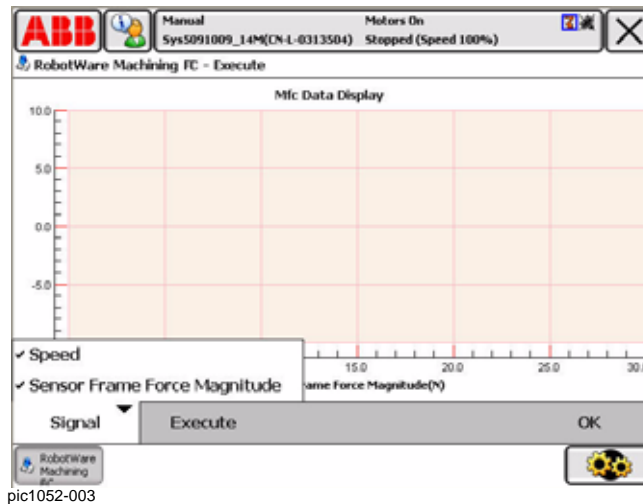 ABB
Manual
Motors On
Sys5091009_14M(CN-L-0313504)
Stopped (Speed 100%)
RobotWare Machining FC - Execute
Mfc Data Display
10.0
5.0
0.0
-5.0
15.0
20.0
25.0
30.
Speed
Sensor Frame Force Magnitude
ame Force Magnitude(N)
Signal
Execute
OK
RobotWare
Machining
FC
pic1052-003